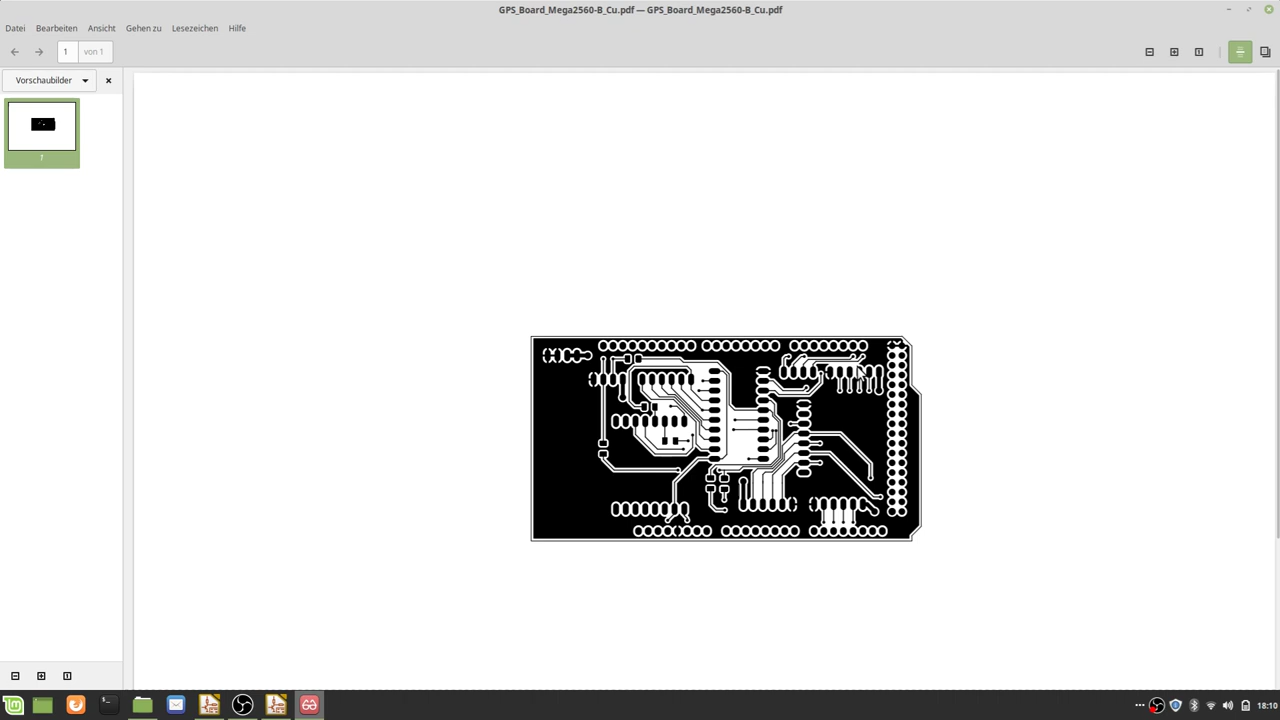 GPS_Board_Mega2560-B_Cu.pdf — GPS_Board_Mega2560-B_Cu.pdf
Datei Bearbeiten Ansicht Gehen zu Lesezeichen Hilfe
1 von 1
Vorschaubilder
1
18:10